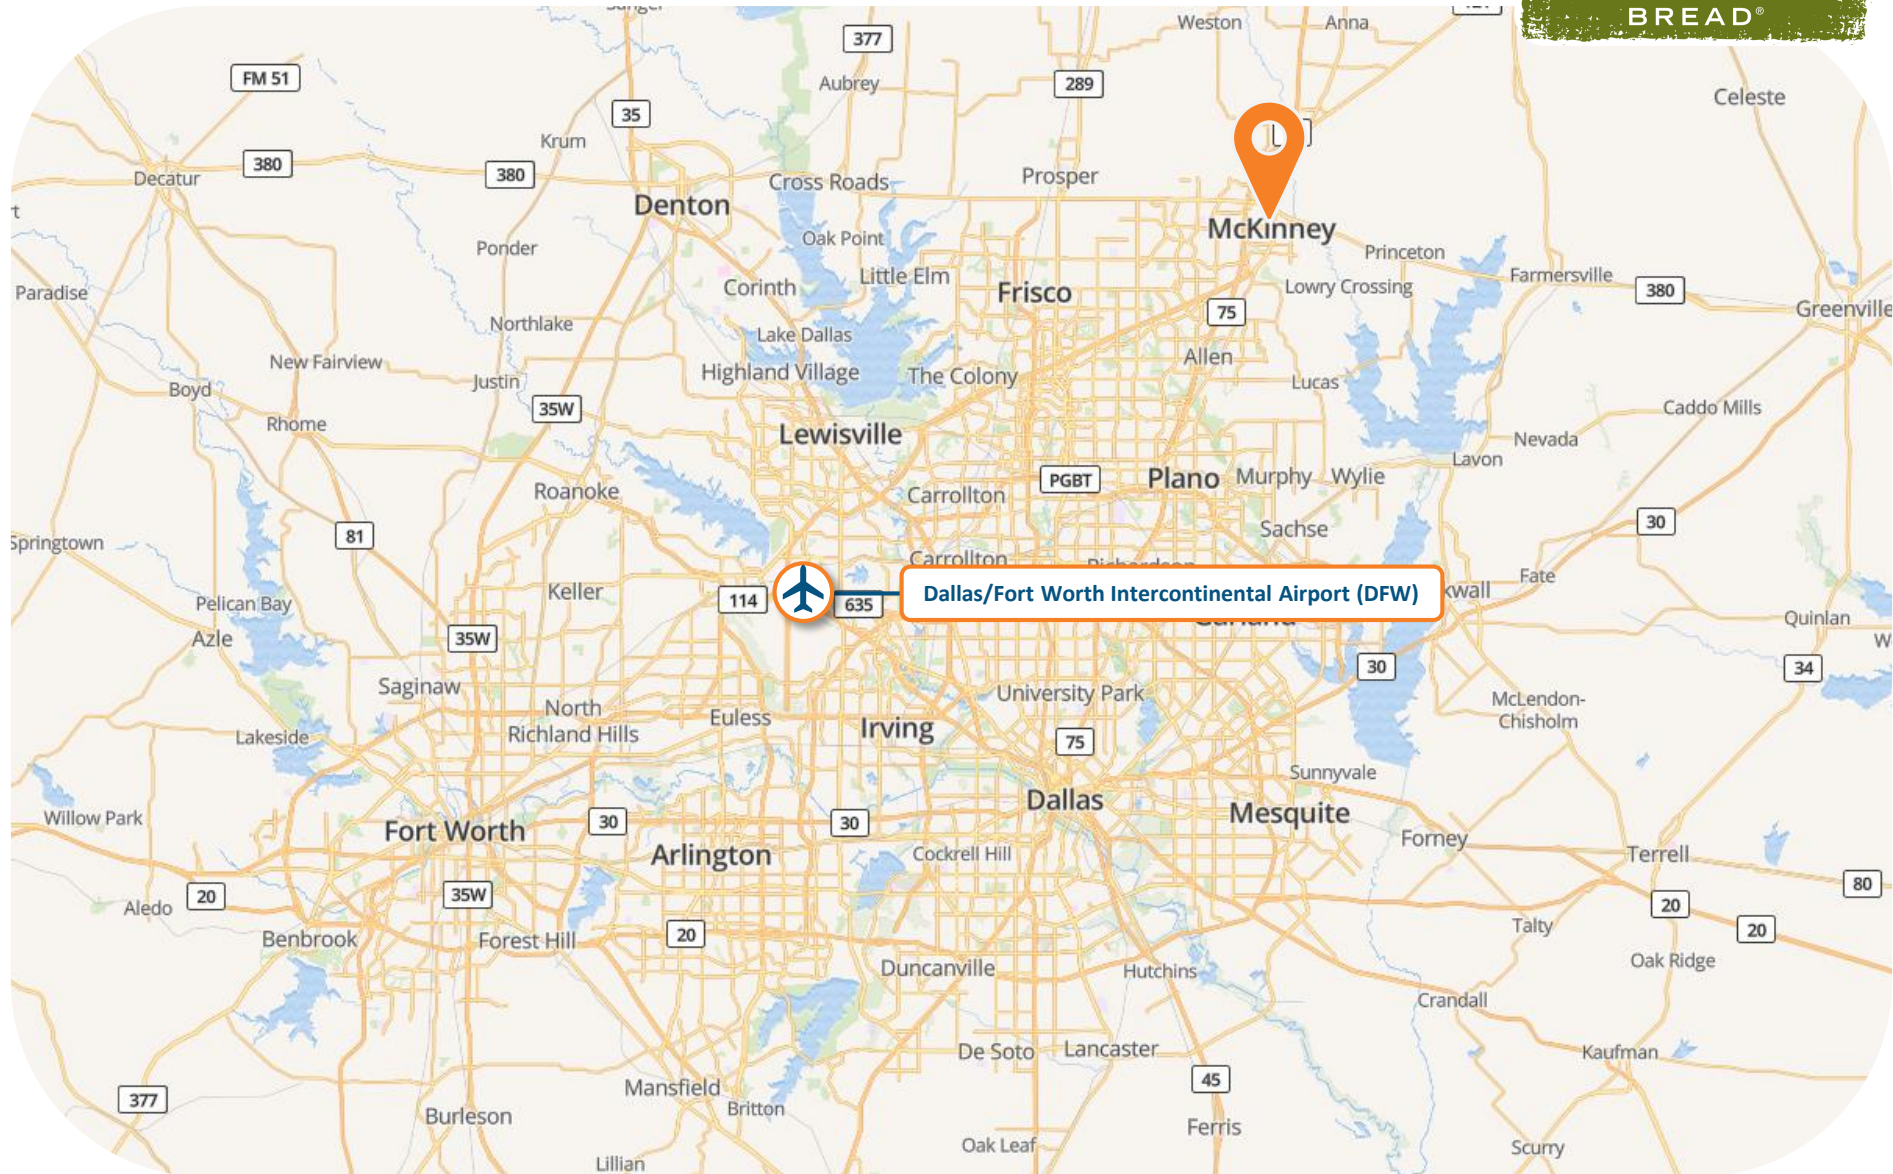 BREAD®
Weston
Anna
377
FM 51
Aubrey
289
Celeste
35
Krum
380
380
Decatur
Cross Roads
Prosper
Denton
McKinney
Oak Point
Ponder
Princeton
Little Elm
Corinth
Farmersville
Lowry Crossing
380
Paradise
Frisco
Greenville
75
Northlake
Lake Dallas
New Fairview
Allen
Highland Village
The Colony
Justin
Lucas
Boyd
35W
Caddo Mills
Rhome
Lewisville
Nevada
Lavon
Roanoke
PGBT
Plano
Murphy
Wylie
Carrollton
30
Sachse
81
Springtown
Carrollton
Richardson
Fate
Keller
114
635
Dallas/Fort Worth Intercontinental Airport (DFW)
kwall
Pelican Bay
Quinlan
Garland
Azle
35W
30
34
Saginaw
University Park
McLendon-
Chisholm
North
Richland Hills
Euless
Irving
Lakeside
75
Sunnyvale
Dallas
Mesquite
Willow Park
Fort Worth
30
30
Forney
Arlington
Cockrell Hill
Terrell
80
20
35W
20
Aledo
Talty
20
20
Benbrook
Forest Hill
Oak Ridge
Duncanville
Hutchins
Crandall
De Soto
Lancaster
Kaufman
45
Mansfield
377
Britton
Burleson
Ferris
Oak Leaf
Scurry
Lillian